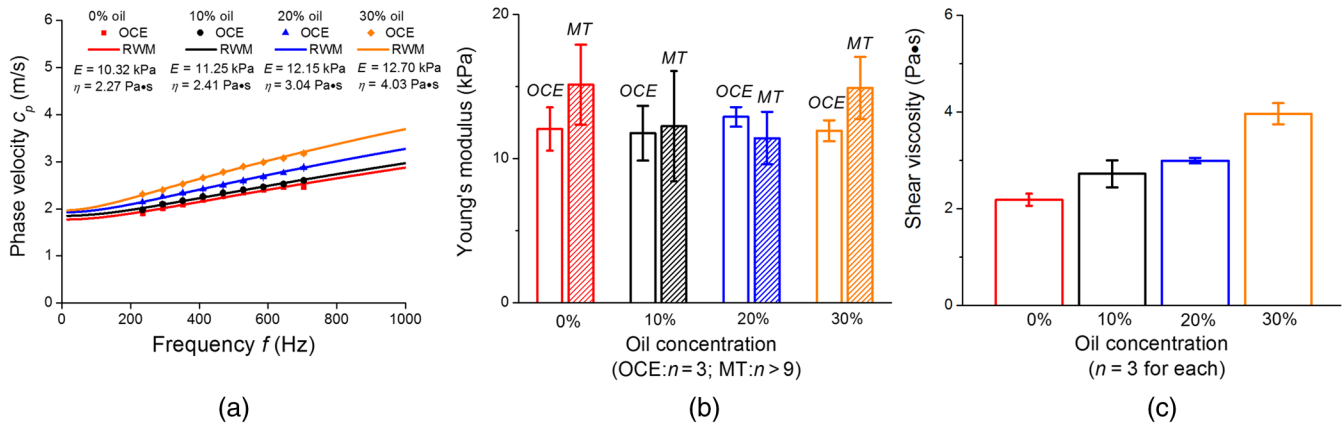 0% oil 10% oil 20% oil 30% oil
OCE OCE OCE OCE
RWM RWM RWM RWM
E = 10.32 kPa E = 11.25 kPa E = 12.15 kPa E = 12.70 kPa
η = 2.27 Pa•s η = 2.41 Pa•s η = 3.04 Pa•s η = 4.03 Pa•s
Phase velocity cp (m/s)
6
5
4
3
2
1
0
0 200 400 600 800 1000
Frequency f (Hz)
(a)
Young's modulus (kPa)
20
10
0
OCE MT OCE MT OCE MT OCE MT
0% 10% 20% 30%
Oil concentration
(OCE:n = 3; MT:n > 9)
(b)
Shear viscosity (Pa•s)
6
4
2
0
0% 10% 20% 30%
Oil concentration
(n = 3 for each)
(c)